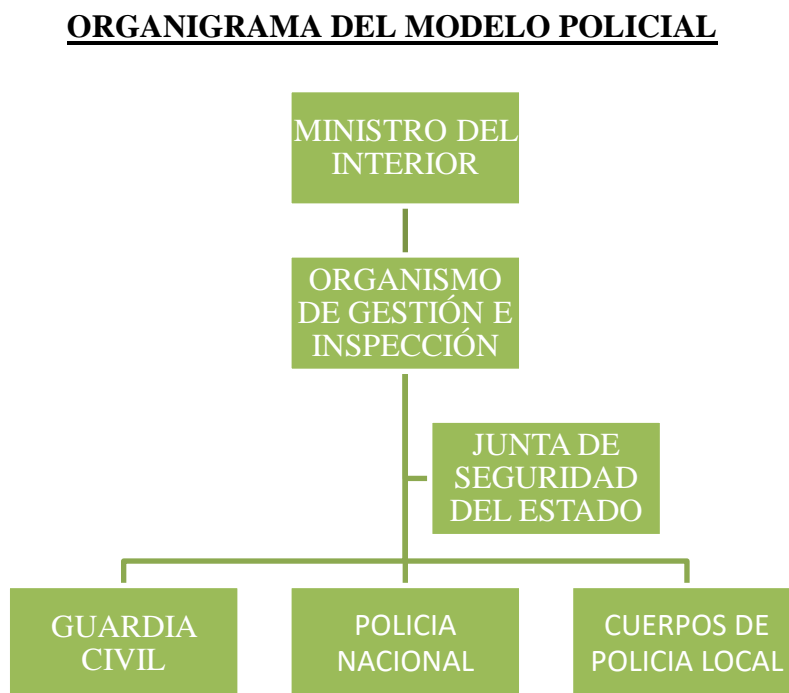 ORGANIGRAMA DEL MODELO POLICIAL
MINISTRO DEL
INTERIOR
ORGANISMO
DE GESTIÓN E
INSPECCIÓN
JUNTA DE
SEGURIDAD
DEL ESTADO
GUARDIA
CIVIL
POLICIA
NACIONAL
CUERPOS DE
POLICIA LOCAL